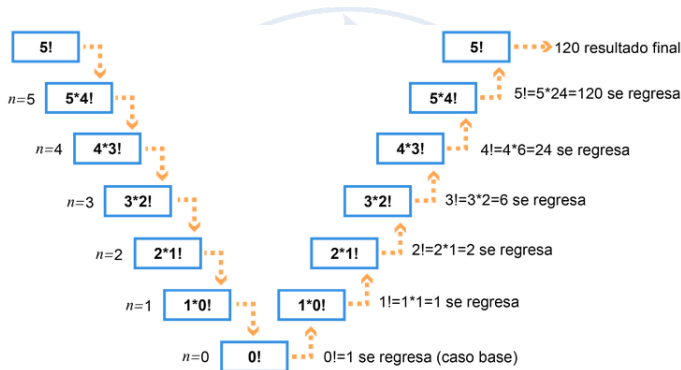 5!
5!
120 resultado final
n=5
5*4!
5*4!
5!=5*24=120 se regresa
n=4
4*3!
4*3!
4!=4*6=24 se regresa
n=3
3*2!
3*2!
3!=3*2=6 se regresa
n=2
2*1!
2*1!
2!=2*1=2 se regresa
n=1
1*0!
1*0!
1!=1*1=1 se regresa
n=0
0!
0!=1 se regresa (caso base)